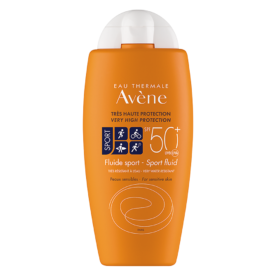 EAU THERMALE
Avène
TRÈS HAUTE PROTECTION
VERY HIGH PROTECTION
SPORT
SPF 50+
Fluide sport - Sport fluid
Peaux sensibles - For sensitive skin